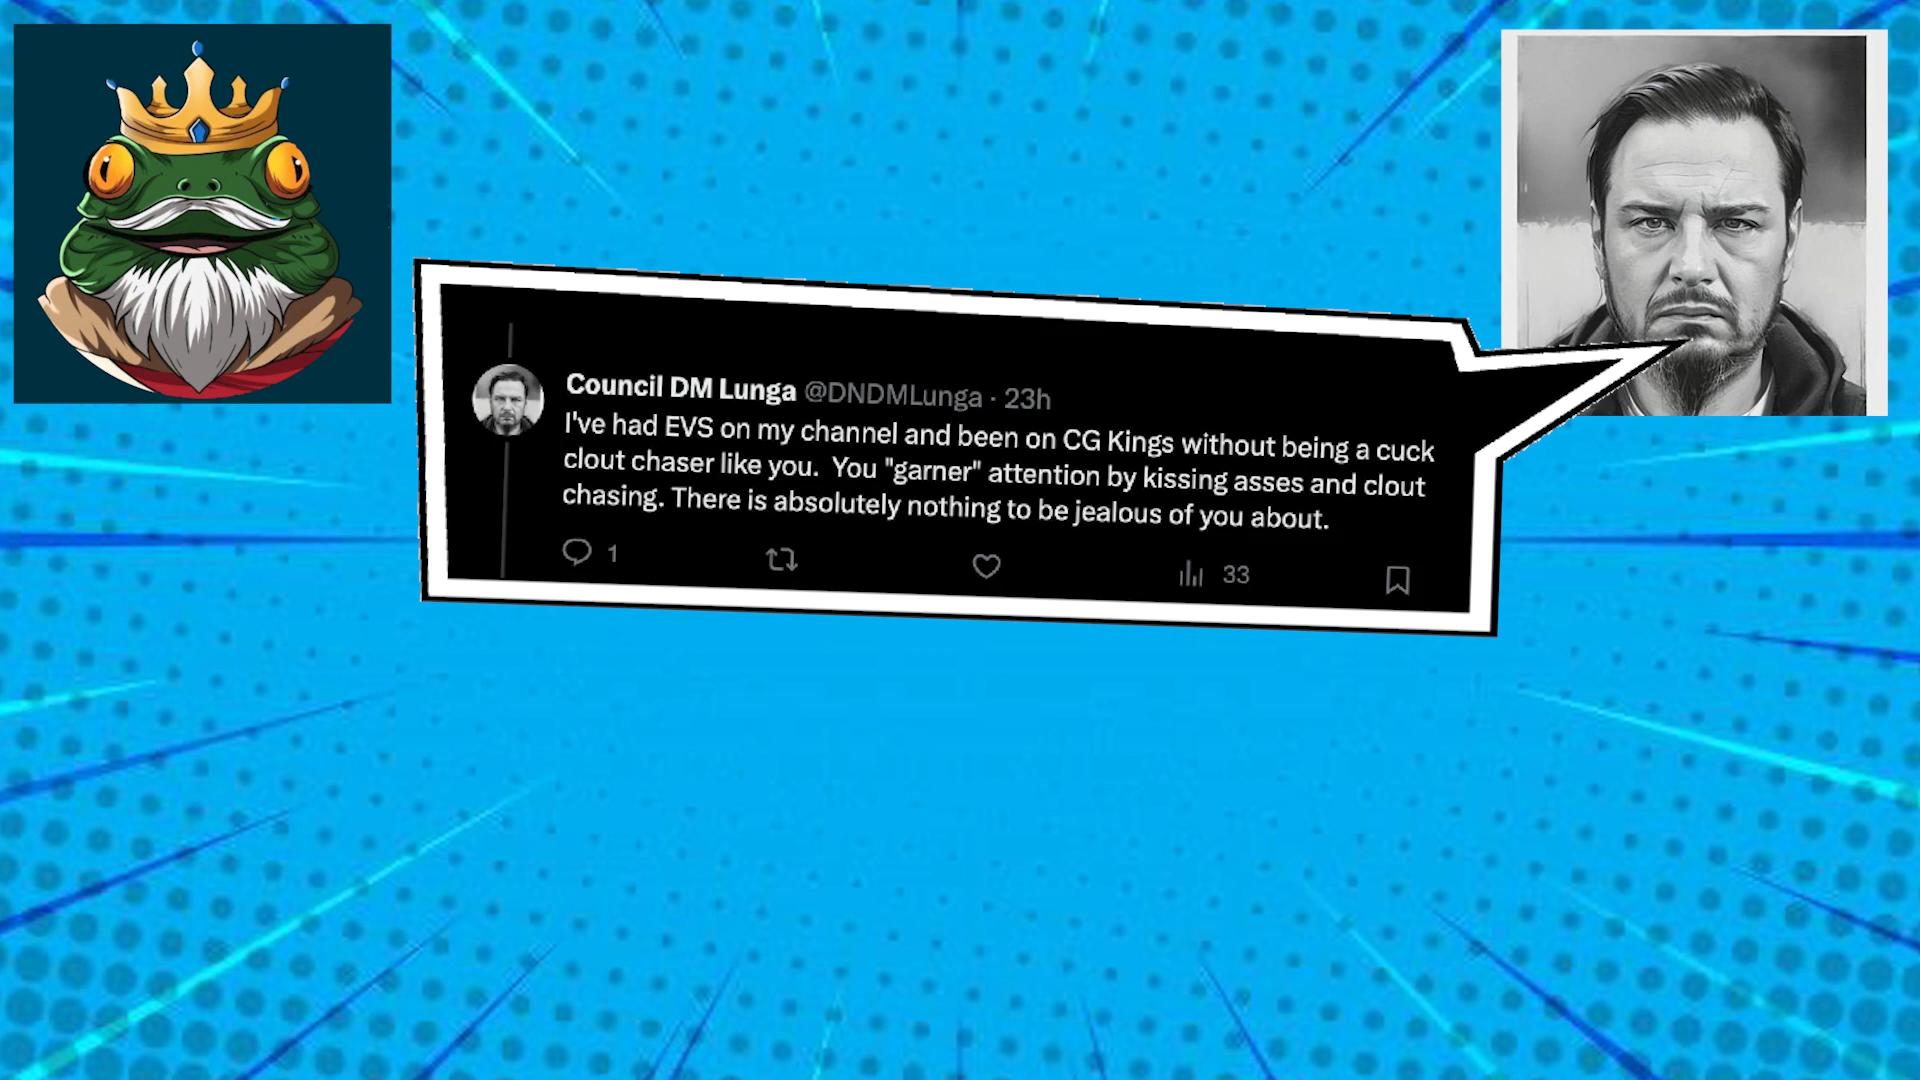 Council DM Lunga @DNDMLunga · 23h
I've had EVS on my channel and been on CG Kings without being a cuck
clout chaser like you.  You "garner" attention by kissing asses and clout
chasing. There is absolutely nothing to be jealous of you about.
1 33